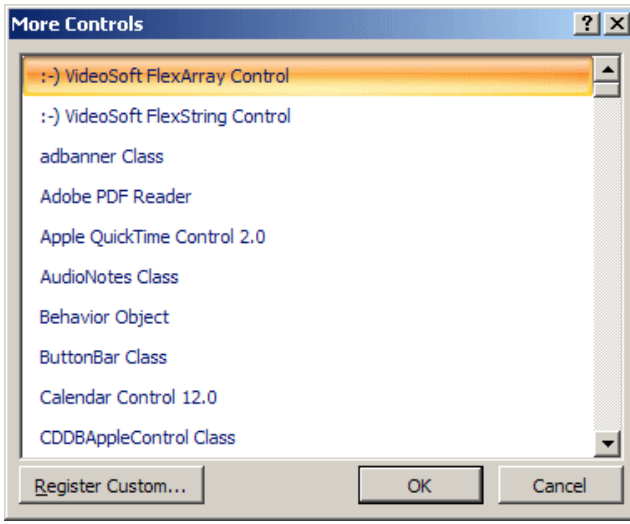 More Controls
:-) VideoSoft FlexArray Control
:-) VideoSoft FlexString Control
adbanner Class
Adobe PDF Reader
Apple QuickTime Control 2.0
AudioNotes Class
Behavior Object
ButtonBar Class
Calendar Control 12.0
CDDBAppleControl Class
Register Custom... OK Cancel